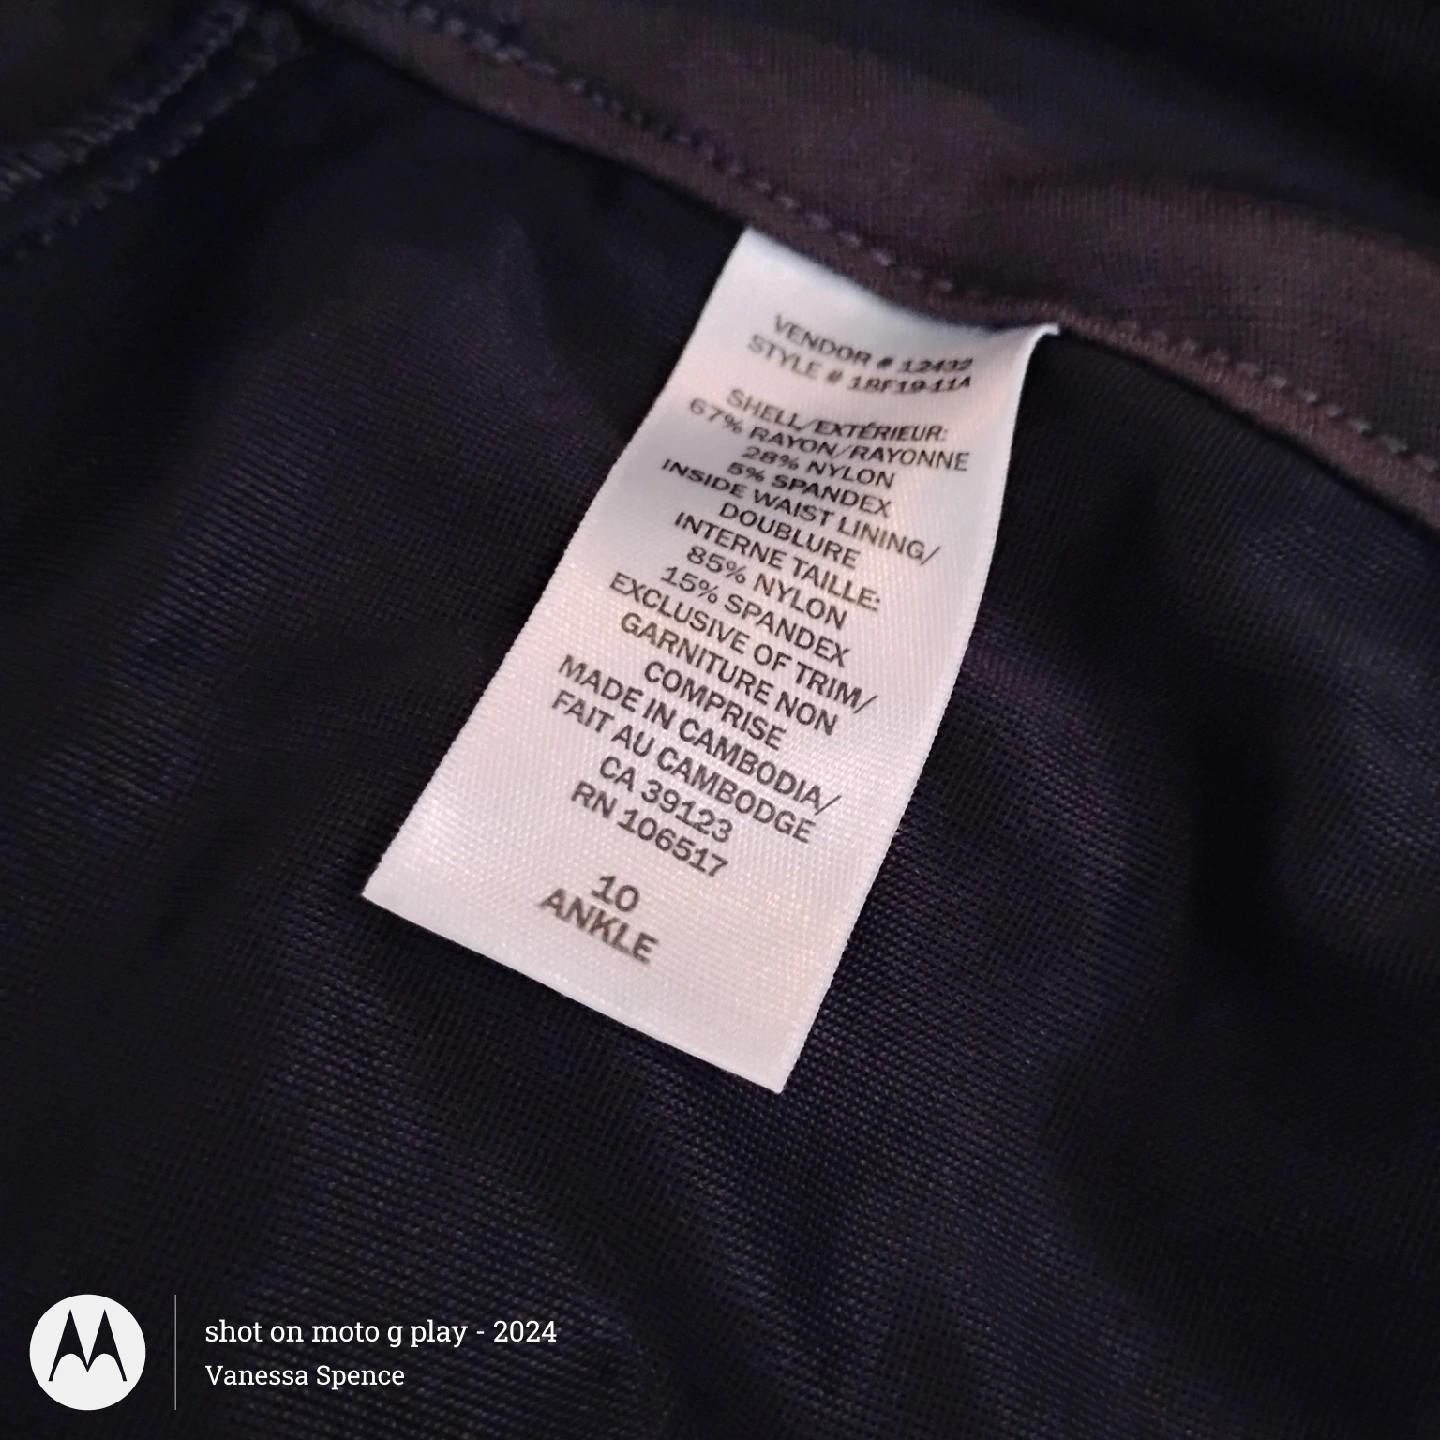 VENDOR # 12432
STYLE # 18F19-11A
SHELL/EXTÉRIEUR:
67% RAYON/RAYONNE
28% NYLON
5% SPANDEX
INSIDE WAIST LINING/
DOUBLURE
INTERNE TAILLE:
85% NYLON
15% SPANDEX
EXCLUSIVE OF TRIM/
GARNITURE NON
COMPRISE
MADE IN CAMBODIA/
FAIT AU CAMBODGE
CA 39123
RN 106517
10
ANKLE
shot on moto g play - 2024
Vanessa Spence